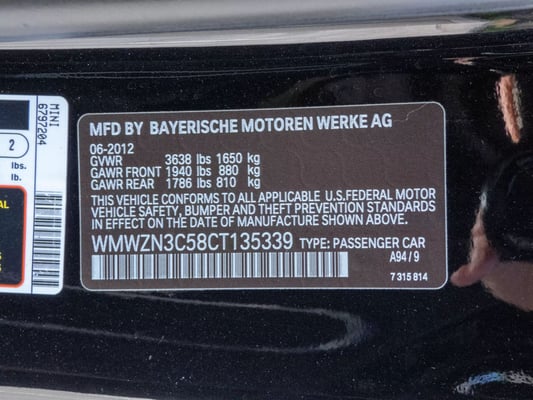 MINI
6797204
2
lbs.
lb.
AL
MFD BY BAYERISCHE MOTOREN WERKE AG
06-2012
GVWR 3638 lbs 1650 kg
GAWR FRONT 1940 lbs 880 kg
GAWR REAR 1786 lbs 810 kg
THIS VEHICLE CONFORMS TO ALL APPLICABLE U.S.FEDERAL MOTOR
VEHICLE SAFETY, BUMPER AND THEFT PREVENTION STANDARDS
IN EFFECT ON THE DATE OF MANUFACTURE SHOWN ABOVE.
WMWZN3C58CT135339 TYPE: PASSENGER CAR
A94/9
7 315 814